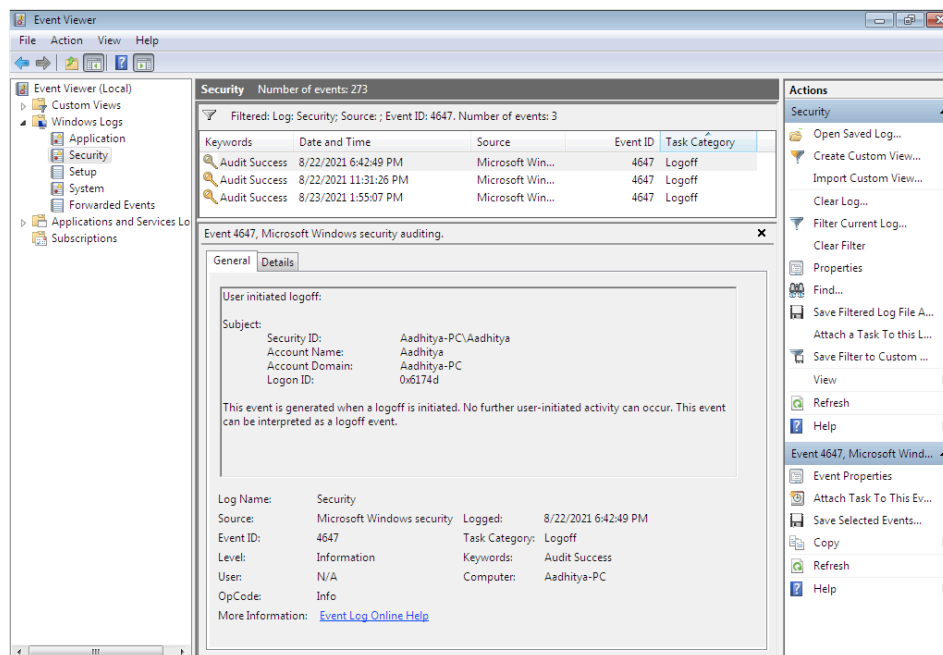 Event Viewer
File Action View Help
Event Viewer (Local)
Custom Views
Windows Logs
Application
Security
Setup
System
Forwarded Events
Applications and Services Lo
Subscriptions
Security Number of events: 273
Filtered: Log: Security; Source: ; Event ID: 4647. Number of events: 3
Keywords Date and Time Source Event ID Task Category
Audit Success 8/22/2021 6:42:49 PM Microsoft Win... 4647 Logoff
Audit Success 8/22/2021 11:31:26 PM Microsoft Win... 4647 Logoff
Audit Success 8/23/2021 1:55:07 PM Microsoft Win... 4647 Logoff
Event 4647, Microsoft Windows security auditing.
General Details
User initiated logoff:
Subject:
Security ID: Aadhitya-PC\Aadhitya
Account Name: Aadhitya
Account Domain: Aadhitya-PC
Logon ID: 0x6174d
This event is generated when a logoff is initiated. No further user-initiated activity can occur. This event
can be interpreted as a logoff event.
Log Name: Security
Source: Microsoft Windows security Logged: 8/22/2021 6:42:49 PM
Event ID: 4647 Task Category: Logoff
Level: Information Keywords: Audit Success
User: N/A Computer: Aadhitya-PC
OpCode: Info
More Information: Event Log Online Help
Actions
Security
Open Saved Log...
Create Custom View...
Import Custom View...
Clear Log...
Filter Current Log...
Clear Filter
Properties
Find...
Save Filtered Log File A...
Attach a Task To this L...
Save Filter to Custom ...
View
Refresh
Help
Event 4647, Microsoft Wind...
Event Properties
Attach Task To This Ev...
Save Selected Events...
Copy
Refresh
Help